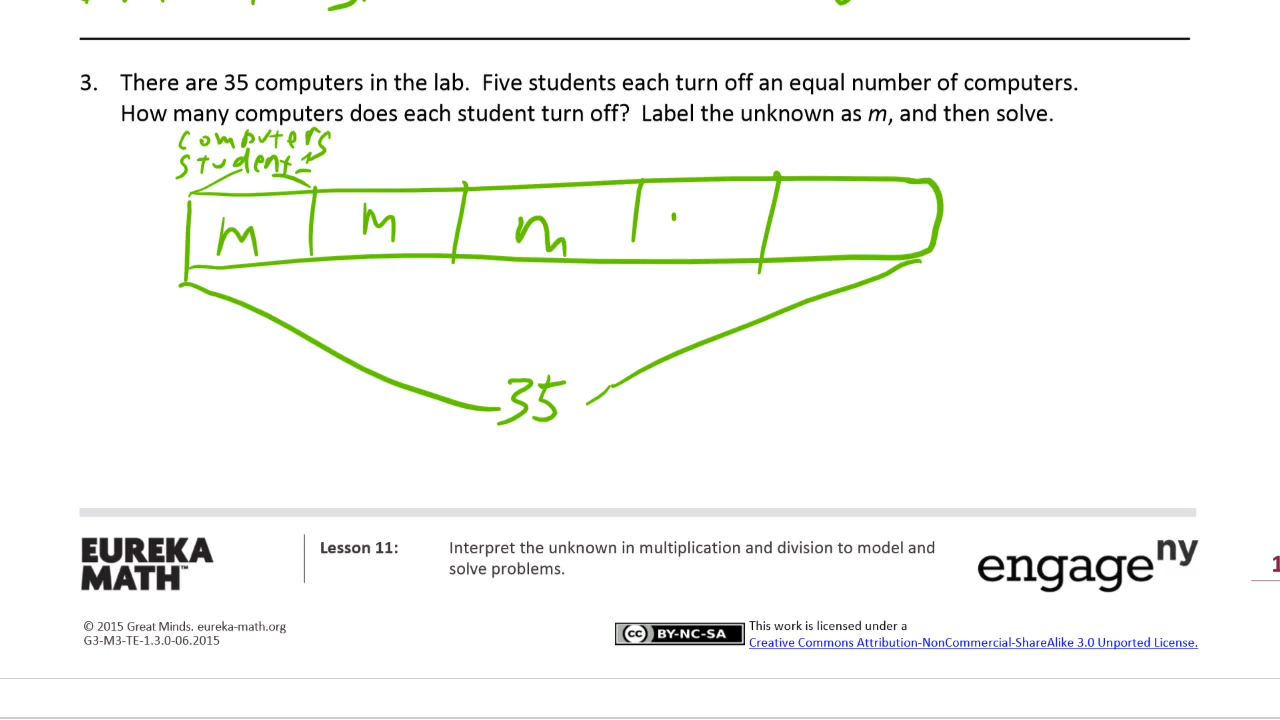 3. There are 35 computers in the lab. Five students each turn off an equal number of computers.
How many computers does each student turn off? Label the unknown as m, and then solve.
computers
student
m m m
35
EUREKA
MATH™
Lesson 11:
Interpret the unknown in multiplication and division to model and
solve problems.
engage ny
1
© 2015 Great Minds. eureka-math.org
G3-M3-TE-1.3.0-06.2015
cc BY-NC-SA
This work is licensed under a
Creative Commons Attribution-NonCommercial-ShareAlike 3.0 Unported License.